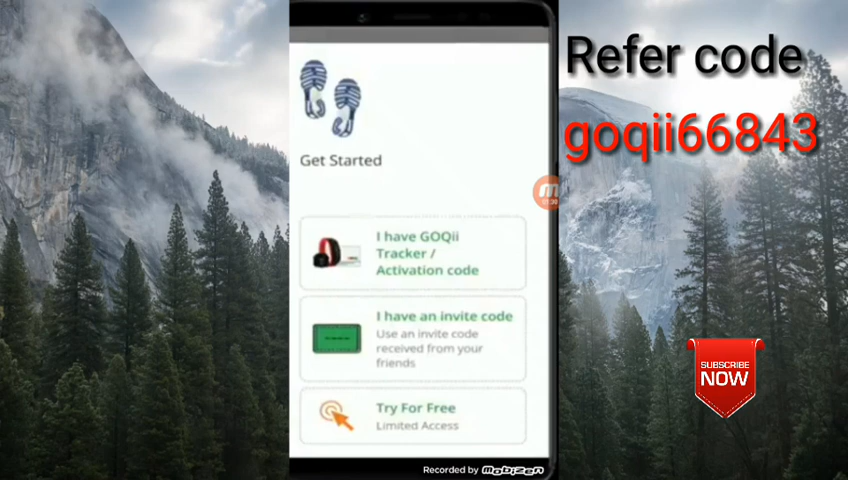 Refer code
goqii66843
Get Started
I have GOQii
Tracker /
Activation code
I have an invite code
Use an invite code
received from your
friends
Try For Free
Limited Access
SUBSCRIBE
NOW
Recorded by Mobizen